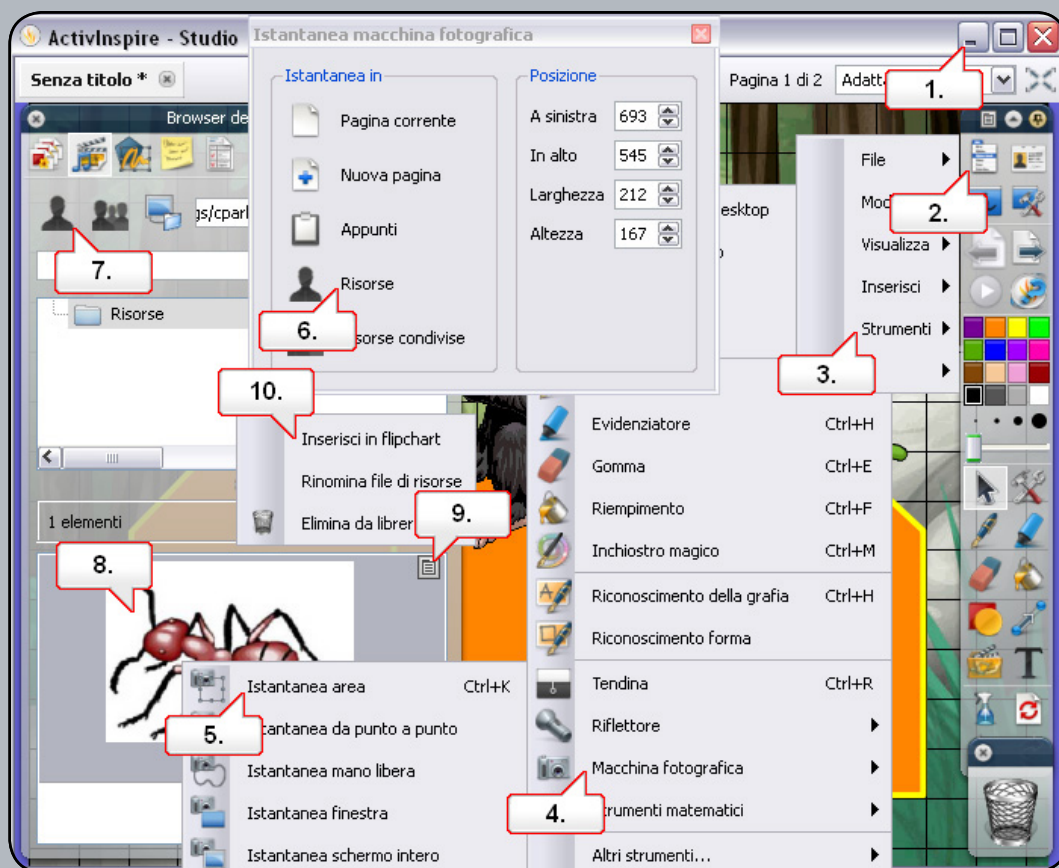 ActivInspire - Studio
Istantanea macchina fotografica
Senza titolo *
Pagina 1 di 2
1.
Browser
Istantanea in
Pagina corrente
Nuova pagina
Appunti
Risorse
6.
condivise
Posizione
A sinistra 693
In alto 545
Larghezza 212
Altezza 167
File
2.
Visualizza
Inserisci
Strumenti
3.
7.
Risorse
10.
Inserisci in flipchart
Rinomina file di risorse
Elimina da
9.
1 elementi
8.
Evidenziatore Ctrl+H
Gomma Ctrl+E
Riempimento Ctrl+F
Inchiostro magico Ctrl+M
Riconoscimento della grafia Ctrl+H
Riconoscimento forma
Tendina Ctrl+R
Riflettore
Macchina fotografica
4.
matematici
Altri strumenti...
Istantanea area Ctrl+K
5.
da punto a punto
Istantanea mano libera
Istantanea finestra
Istantanea schermo intero
T